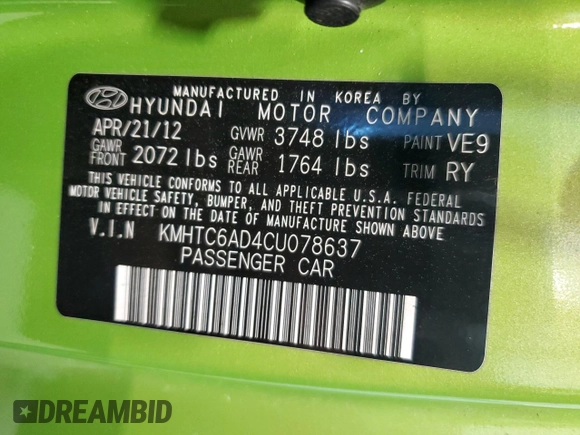 MANUFACTURED IN KOREA BY
HYUNDAI MOTOR COMPANY
APR/21/12 GVWR 3748 lbs PAINT VE9
GAWR FRONT 2072 lbs GAWR REAR 1764 lbs TRIM RY
THIS VEHICLE CONFORMS TO ALL APPLICABLE U.S.A. FEDERAL
MOTOR VEHICLE SAFETY, BUMPER, AND THEFT PREVENTION STANDARDS
IN EFFECT ON THE DATE OF MANUFACTURE SHOWN ABOVE.
V.I.N KMHTC6AD4CU078637
PASSENGER CAR
DREAMBID